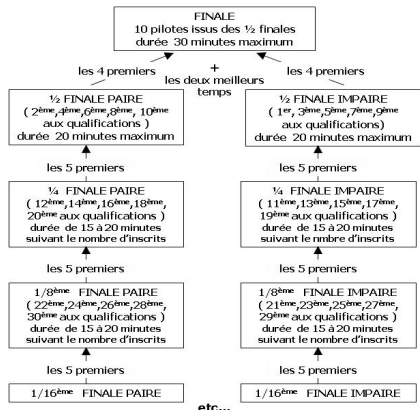 FINALE
10 pilotes issus des ½ finales
durée 30 minutes maximum
les 4 premiers
+
les deux meilleurs
temps
les 4 premiers
½ FINALE PAIRE
( 2ème,4ème,6ème,8ème, 10ème
aux qualifications )
durée 20 minutes maximum
½ FINALE IMPAIRE
( 1er, 3ème,5ème,7ème,9ème
aux qualifications)
durée 20 minutes maximum
les 5 premiers
les 5 premiers
¼ FINALE PAIRE
( 12ème,14ème,16ème,18ème,
20ème aux qualifications )
durée de 15 à 20 minutes
suivant le nombre d'inscrits
¼ FINALE IMPAIRE
( 11ème,13ème,15ème,17ème,
19ème aux qualifications )
durée de 15 à 20 minutes
suivant le nmbre d'inscrits
les 5 premiers
les 5 premiers
1/8ème FINALE PAIRE
(22ème,24ème,26ème,28ème,
30ème aux qualifications )
durée de 15 à 20 minutes
suivant le nombre d'inscrits
1/8ème FINALE IMPAIRE
(21ème,23ème,25ème,27ème,
29ème aux qualifications )
durée de 15 à 20 minutes
suivant le nombre d'inscrits
les 5 premiers
les 5 premiers
1/16ème FINALE PAIRE
1/16ème FINALE IMPAIRE
etc...